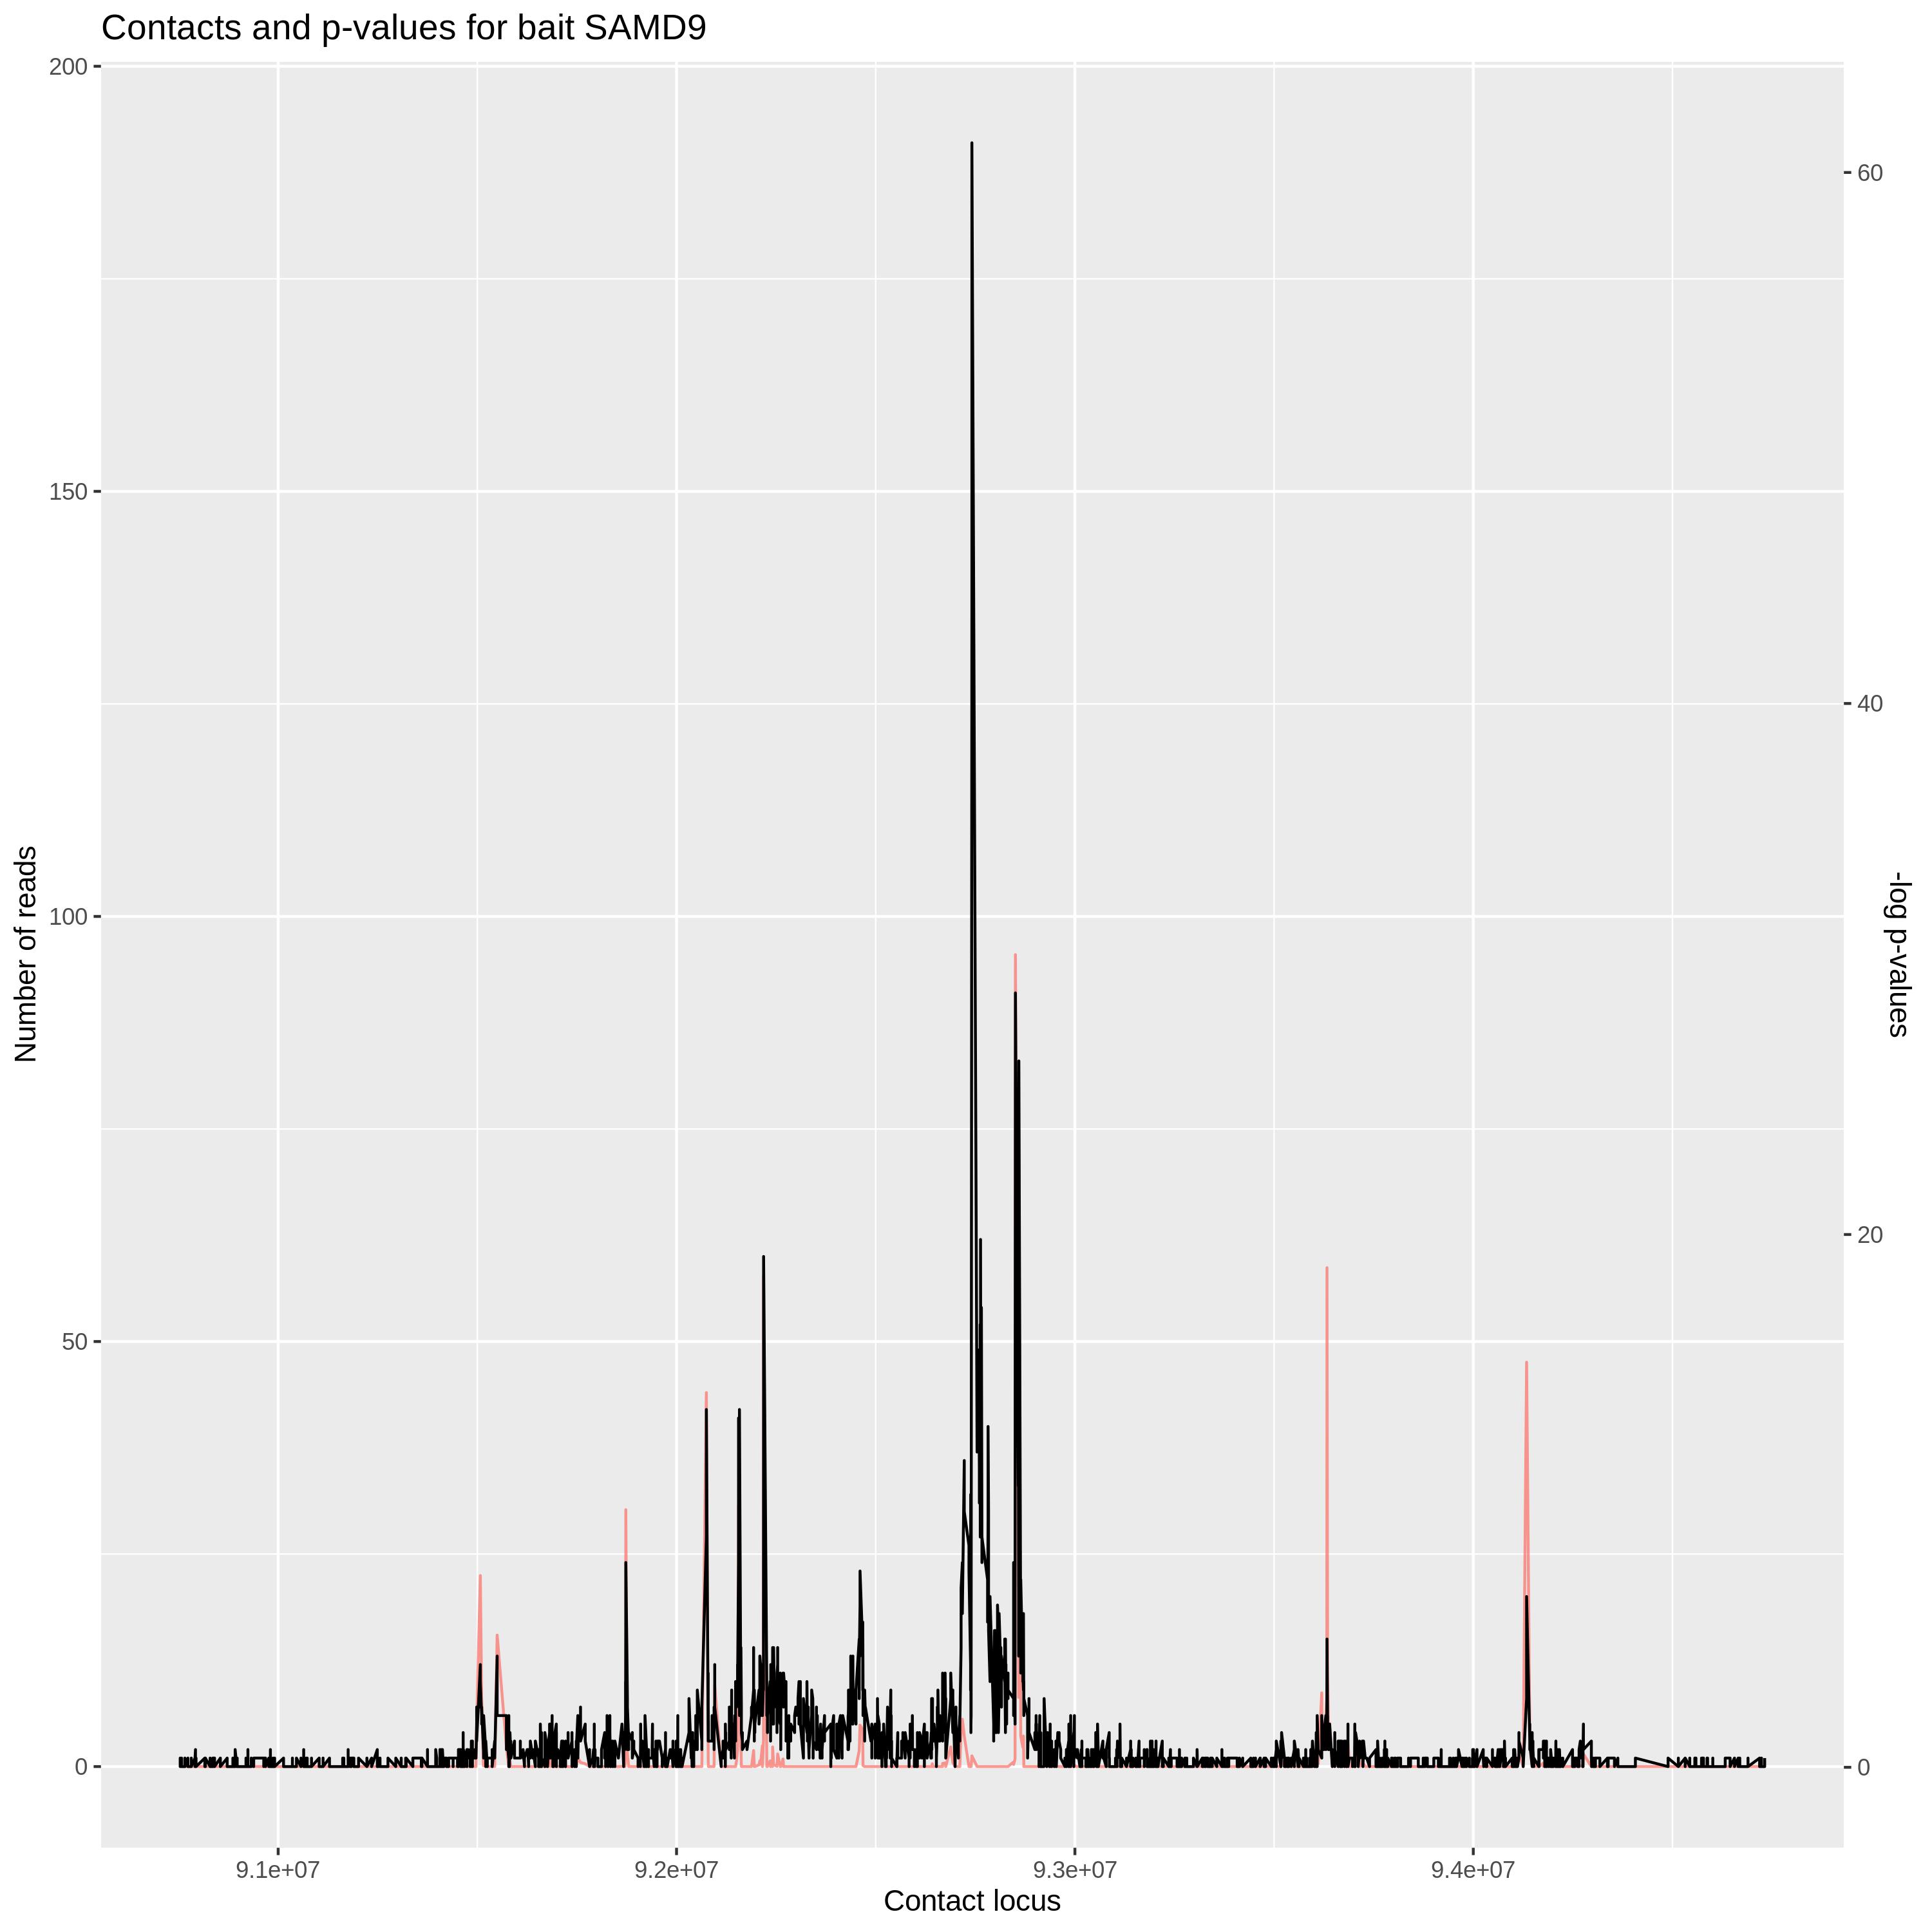 Contacts and p-values for bait SAMD9
200
150
100
50
0
Number of reads
60
40
20
0
-log p-values
9.1e+07 9.2e+07 9.3e+07 9.4e+07
Contact locus